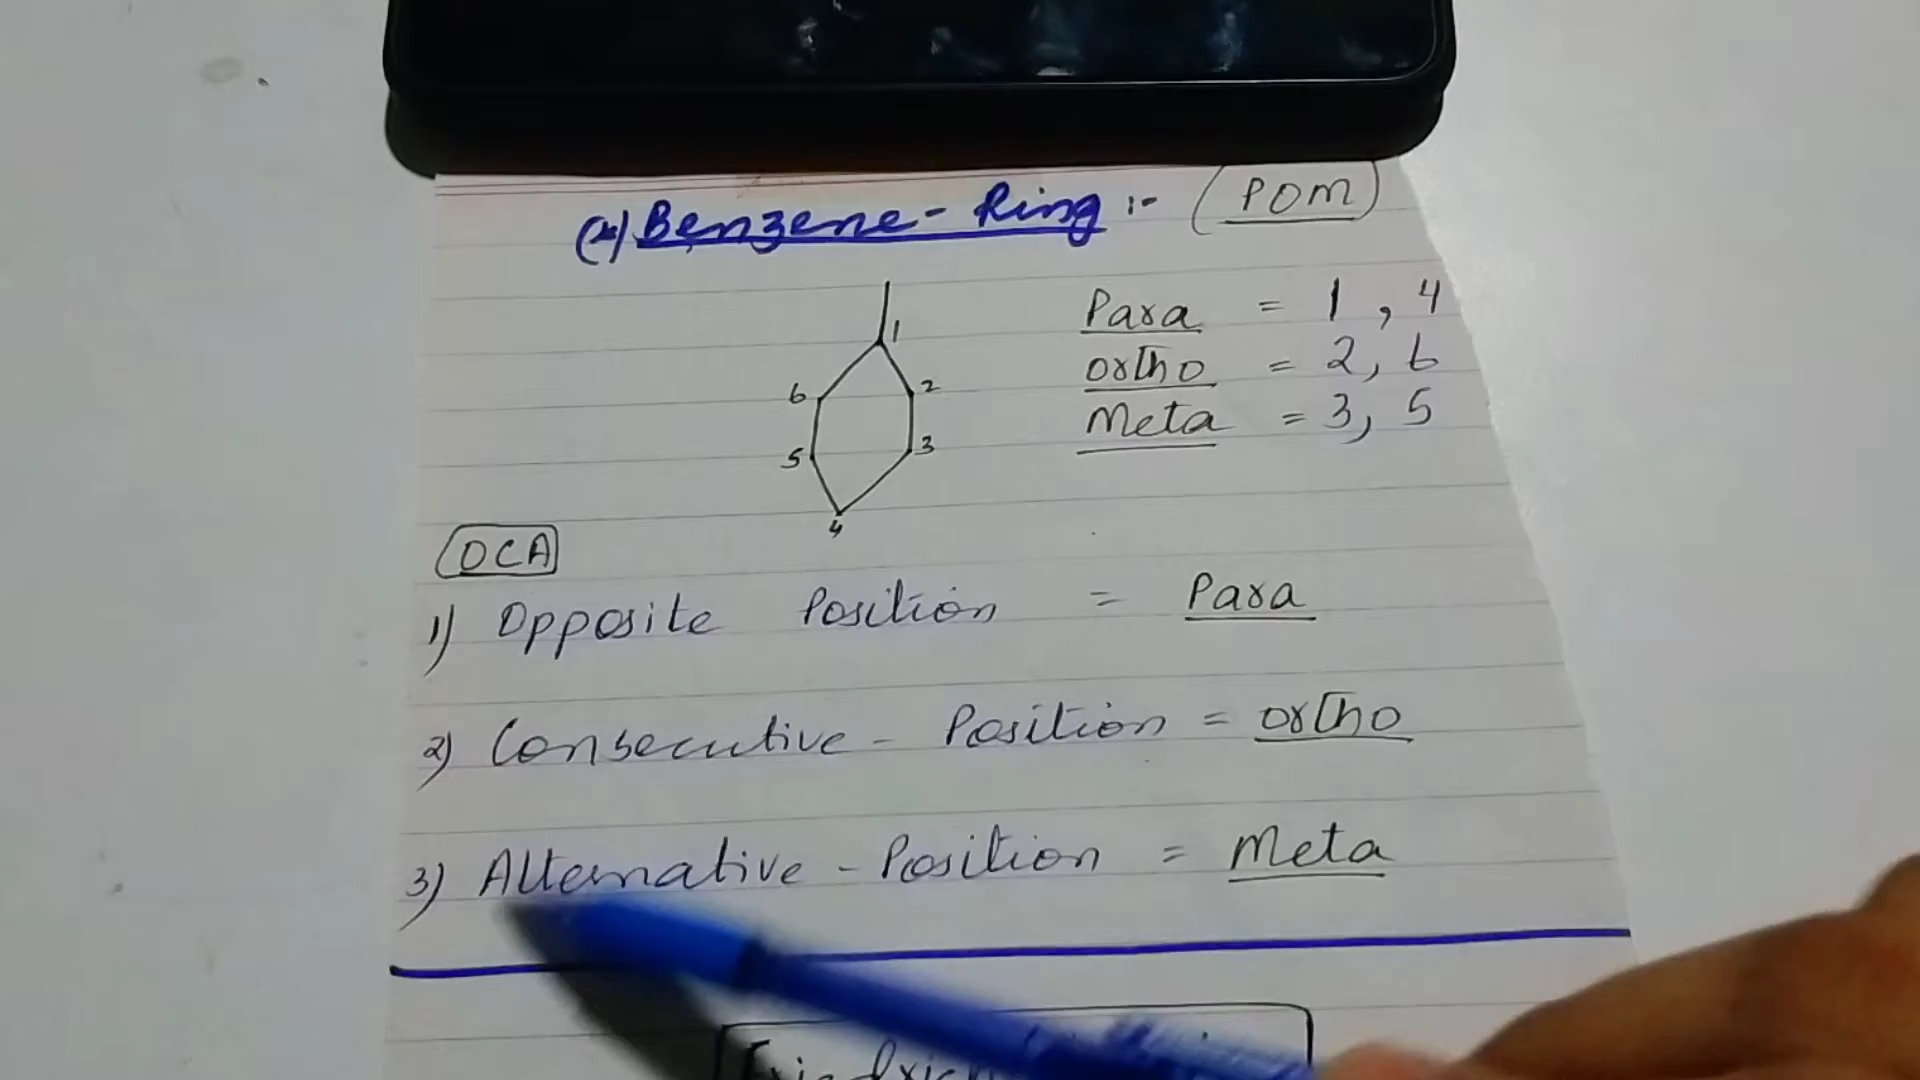 Benzene-Ring :- (POM)
1
6 2
5 3
4
Para = 1, 4
ortho = 2, 6
Meta = 3, 5
OCA
1) Opposite Position = Para
2) Consecutive - Position = ortho
3) Alternative - Position = Meta